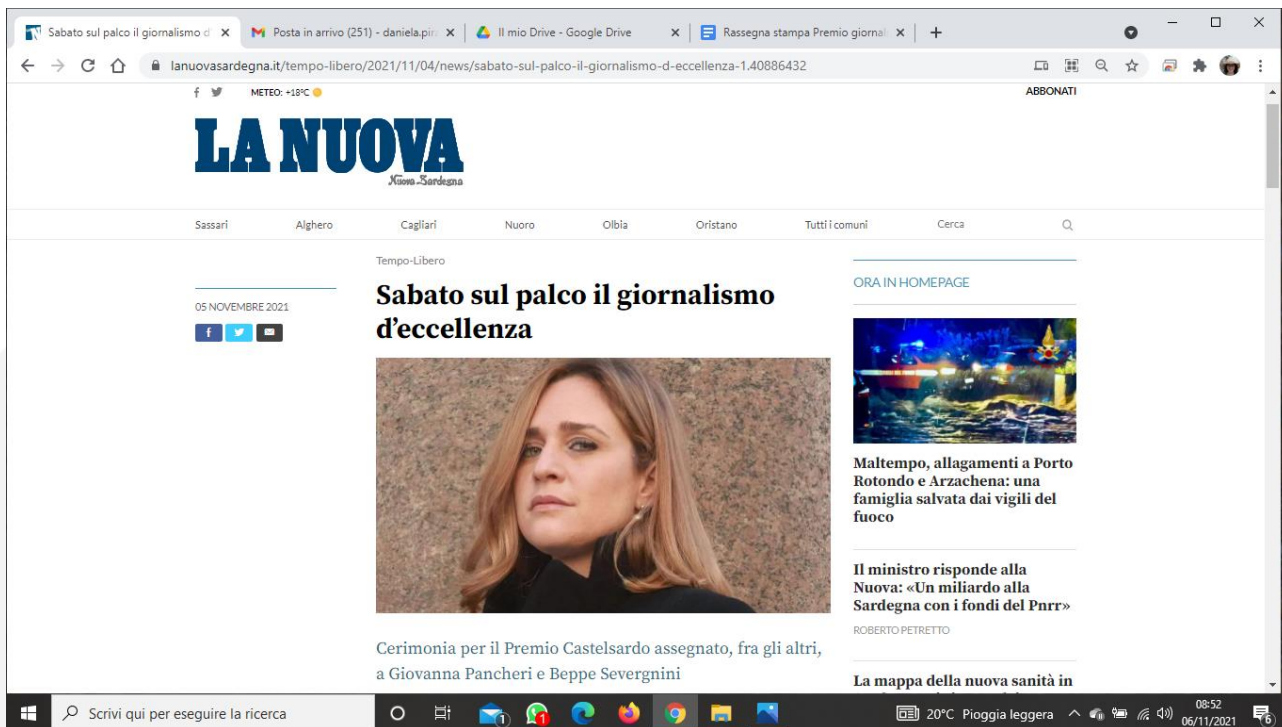 Sabato sul palco il giornalismo d
Posta in arrivo (251) - daniela.pir
Il mio Drive - Google Drive
Rassegna stampa Premio giornal
lanuovasardegna.it/tempo-libero/2021/11/04/news/sabato-sul-palco-il-giornalismo-d-eccellenza-1.40886432
METEO: +18°C
ABBONATI
LA NUOVA
Nuova Sardegna
Sassari Alghero Cagliari Nuoro Olbia Oristano Tutti i comuni Cerca
Tempo-Libero
05 NOVEMBRE 2021
Sabato sul palco il giornalismo
d'eccellenza
Cerimonia per il Premio Castelsardo assegnato, fra gli altri,
a Giovanna Pancheri e Beppe Severgnini
ORA IN HOMEPAGE
Maltempo, allagamenti a Porto
Rotondo e Arzachena: una
famiglia salvata dai vigili del
fuoco
Il ministro risponde alla
Nuova: «Un miliardo alla
Sardegna con i fondi del Pnrr»
ROBERTO PETRETTO
La mappa della nuova sanità in
Scrivi qui per eseguire la ricerca
20°C Pioggia leggera
08:52
06/11/2021